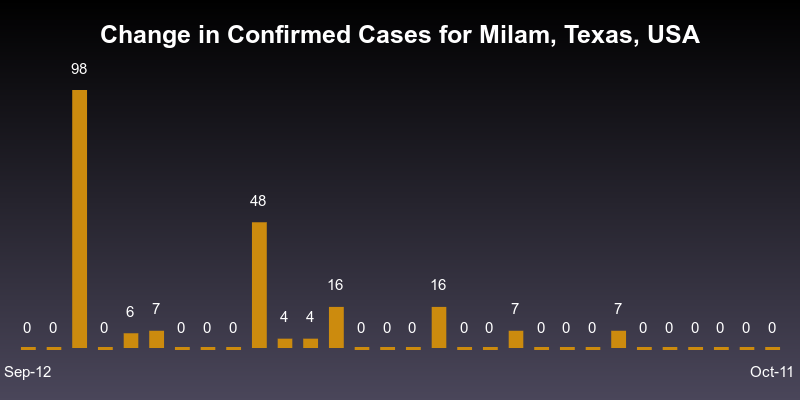 Change in Confirmed Cases for Milam, Texas, USA
0 0 98 0 6 7 0 0 0 48 4 4 16 0 0 0 16 0 0 7 0 0 0 7 0 0 0 0 0 0
Sep-12 Oct-11